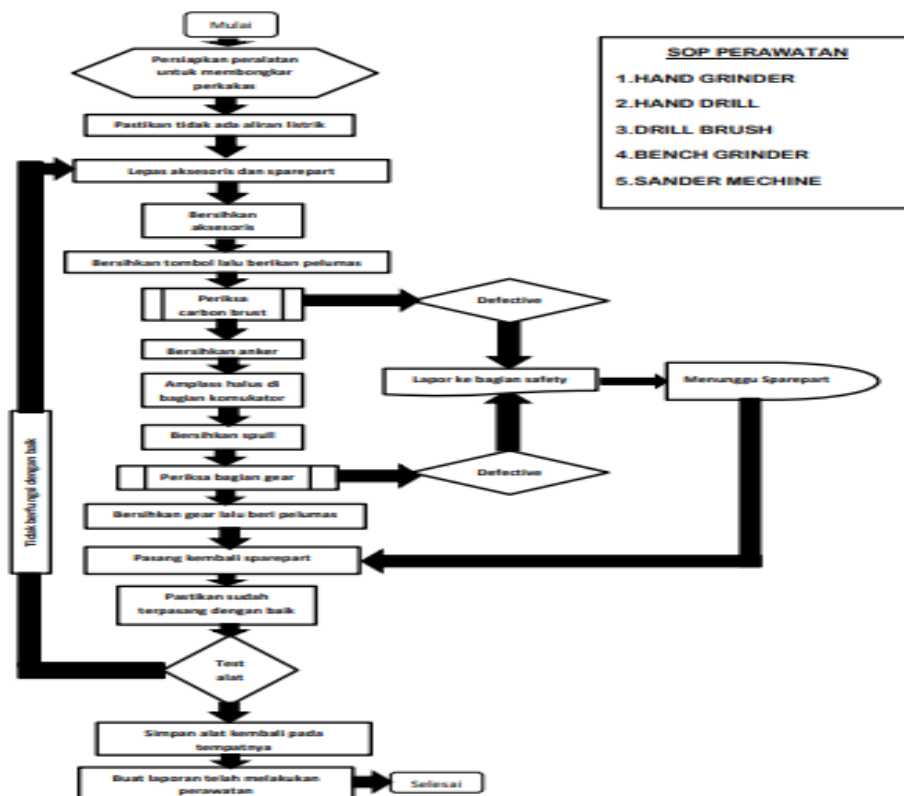 Mulai
Persiapkan peralatan
untuk membongkar
perkakas
Pastikan tidak ada aliran listrik
Lepas aksesoris dan sparepart
Bersihkan
aksesoris
Bersihkan tombol lalu berikan pelumas
Periksa
carbon brust
Bersihkan anker
Amplass halus di
bagian komukator
Bersihkan spull
Periksa bagian gear
Bersihkan gear lalu beri pelumas
Pasang kembali sparepart
Pastikan sudah
terpasang dengan baik
Test
alat
Simpan alat kembali pada
tempatnya
Buat laporan telah melakukan
perawatan
Selesai
Tidak berfungsi dengan baik
Defective
Lapor ke bagian safety
Menunggu Sparepart
Defective
SOP PERAWATAN
1.HAND GRINDER
2.HAND DRILL
3.DRILL BRUSH
4.BENCH GRINDER
5.SANDER MECHINE